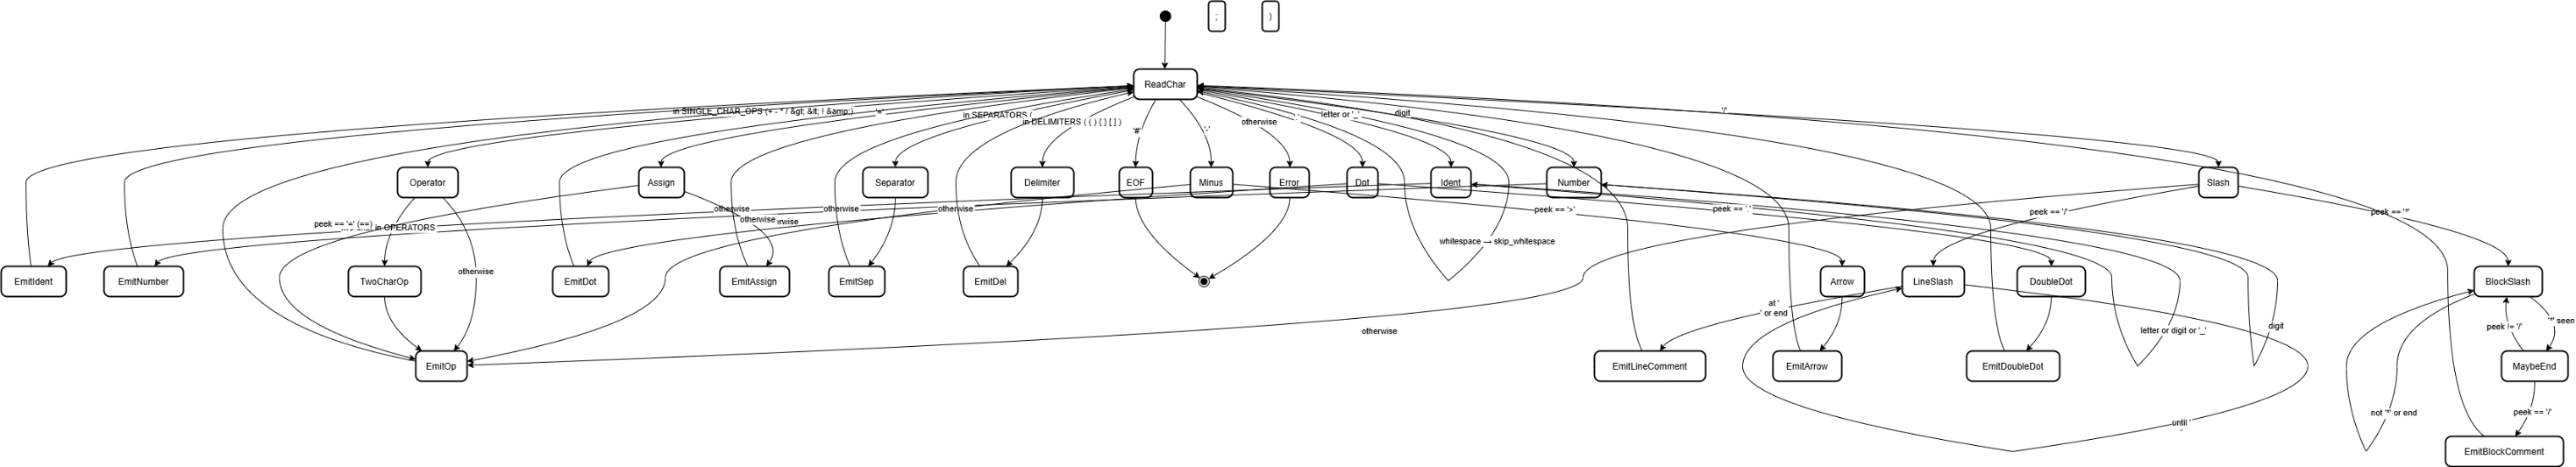 ;
)
ReadChar
in SINGLE_CHAR_OPS (+ - * / &gt; &lt; ! &amp;)
'='
in SEPARATORS (
in DELIMITERS ( ( ) { } [ ] )
'#'
'-'
otherwise
'.'
letter or '_'
digit
'/'
Operator
Assign
Separator
Delimiter
EOF
Minus
Error
Dot
Ident
Number
Slash
peek == '=' (==)
in OPERATORS
otherwise
otherwise
otherwise
otherwise
peek == '>'
peek == '.'
peek == '/'
peek == '*'
whitespace → skip_whitespace
otherwise
EmitIdent
EmitNumber
TwoCharOp
EmitDot
EmitAssign
EmitSep
EmitDel
Arrow
LineSlash
DoubleDot
BlockSlash
at '
' or end
otherwise
letter or digit or '_'
digit
peek != '/'
'*' seen
EmitOp
EmitLineComment
EmitArrow
EmitDoubleDot
MaybeEnd
until '
'
not '*' or end
peek == '/'
EmitBlockComment